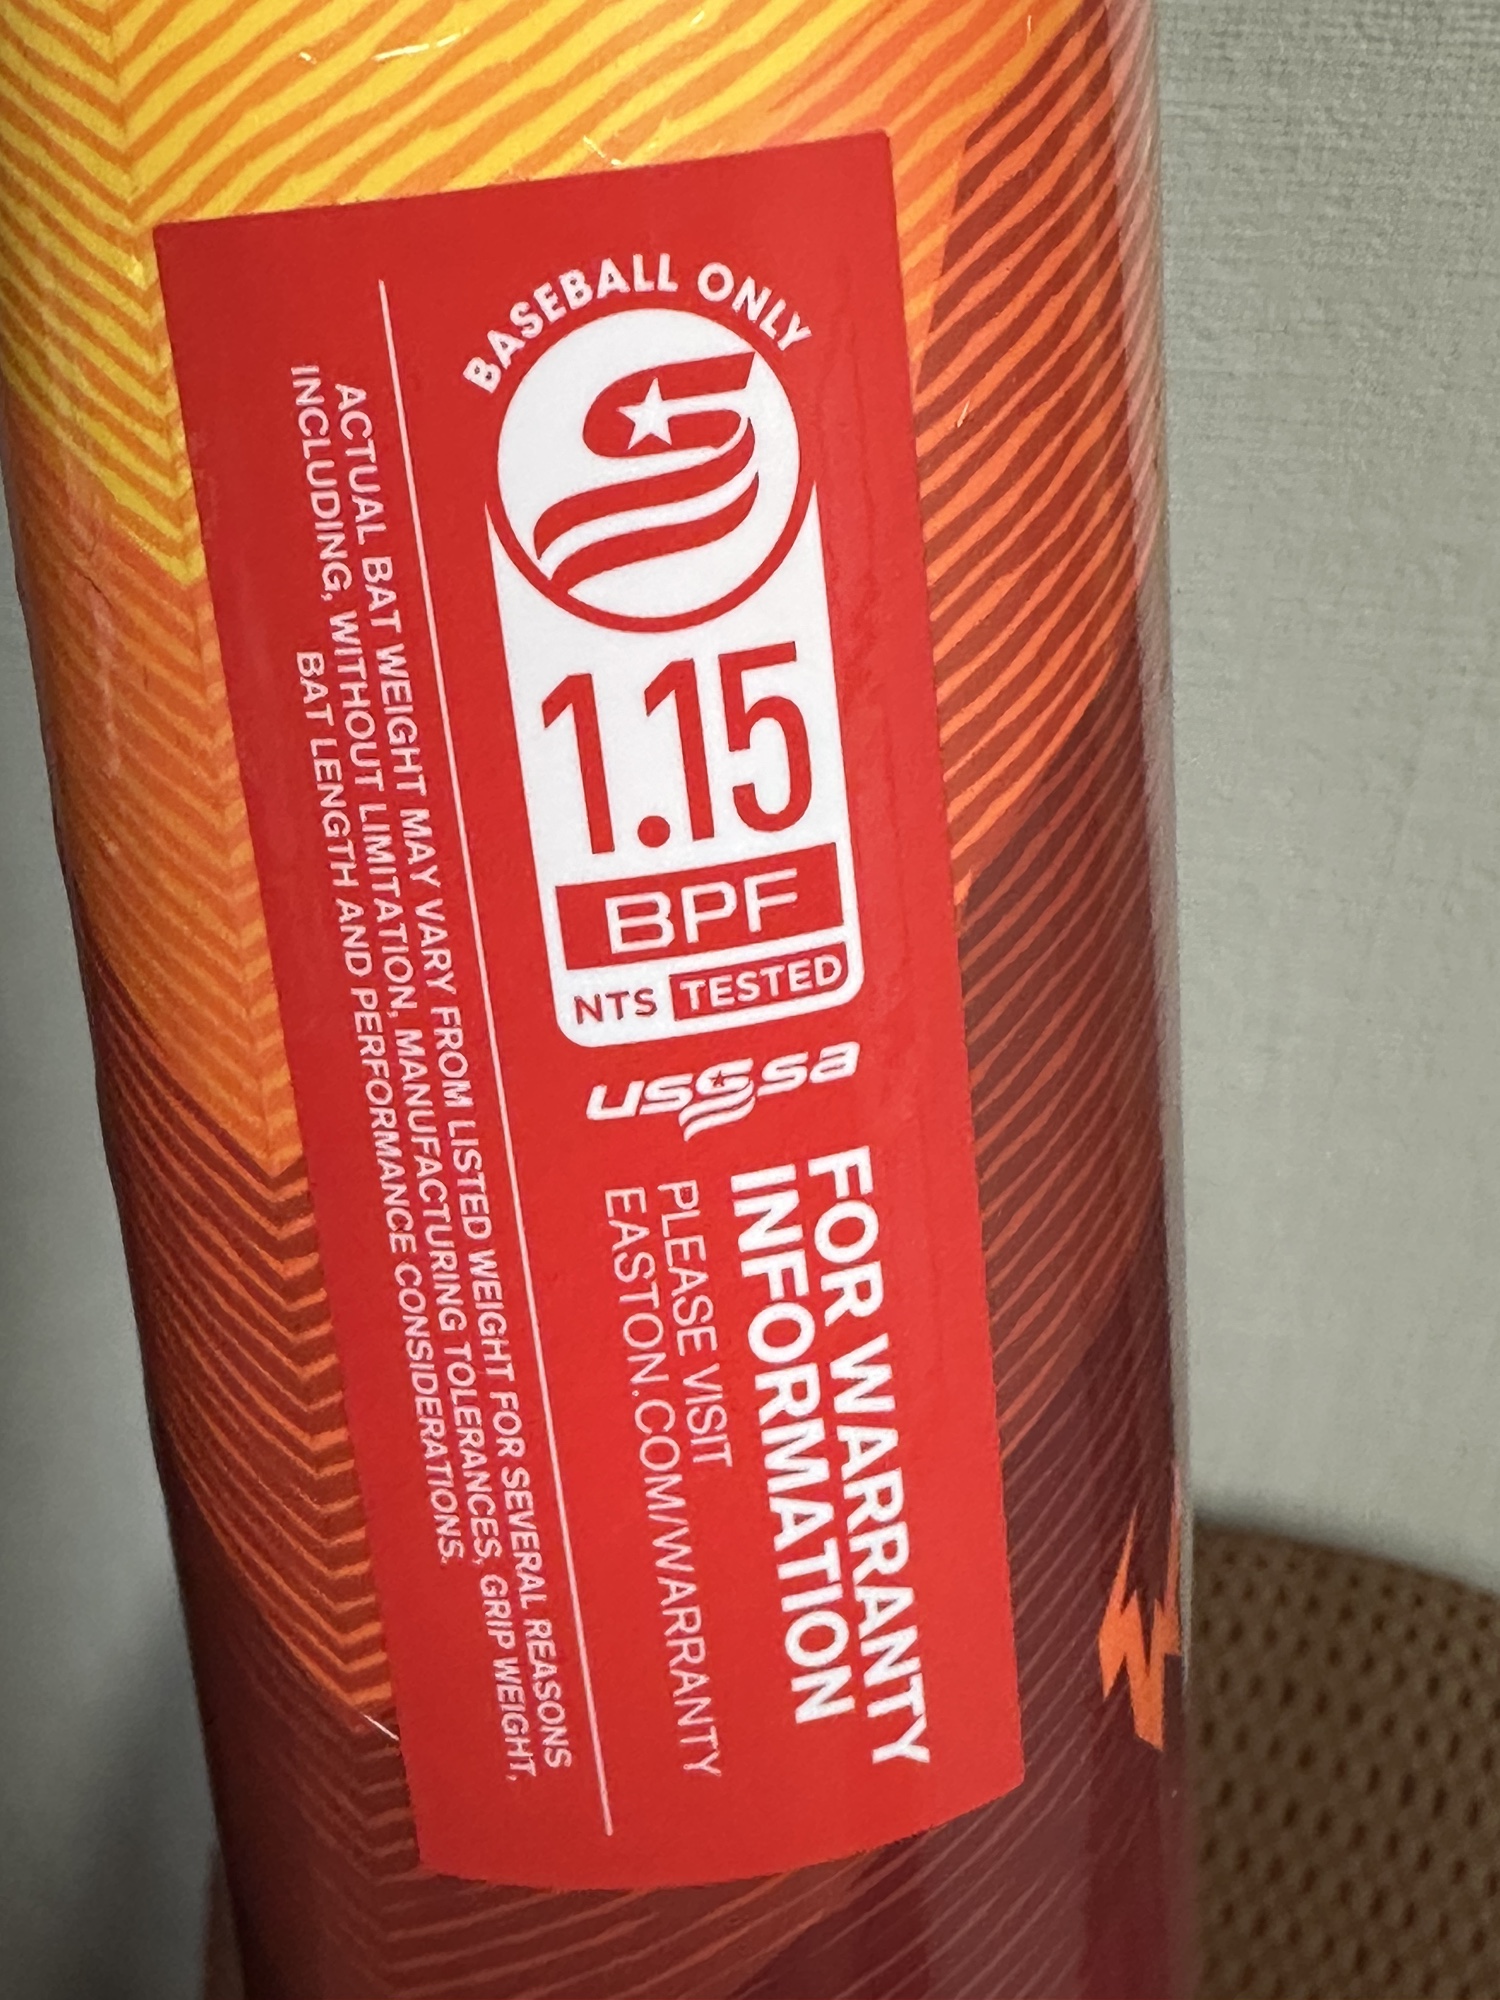 BASEBALL ONLY
1.15
BPF
NTS TESTED
USSSA
FOR WARRANTY
INFORMATION
PLEASE VISIT
EASTON.COM/WARRANTY
ACTUAL BAT WEIGHT MAY VARY FROM LISTED WEIGHT FOR SEVERAL REASONS
INCLUDING, WITHOUT LIMITATION, MANUFACTURING TOLERANCES, GRIP WEIGHT,
BAT LENGTH AND PERFORMANCE CONSIDERATIONS.